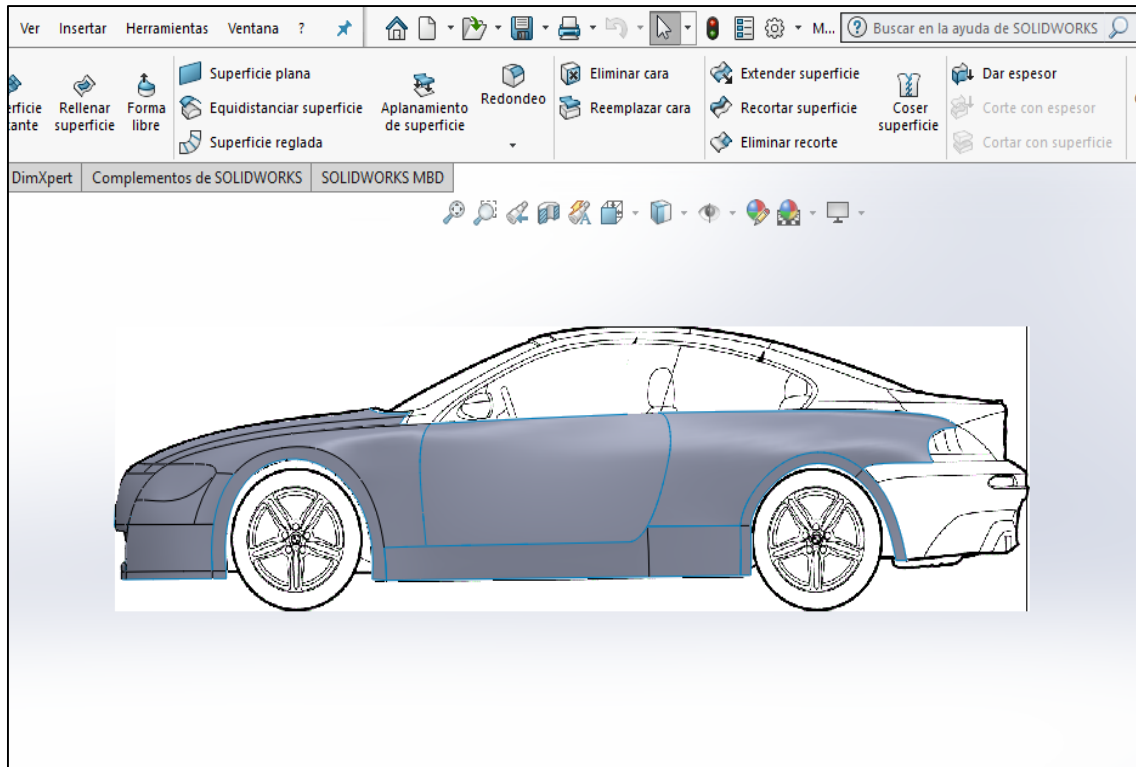 Ver Insertar Herramientas Ventana ? M... Buscar en la ayuda de SOLIDWORKS
Superficie plana Eliminar cara Extender superficie Dar espesor
erficie Rellenar Forma Equidistanciar superficie Aplanamiento Redondeo Reemplazar cara Recortar superficie Coser Corte con espesor
tante superficie libre Superficie reglada de superficie Eliminar recorte superficie Cortar con superficie
DimXpert Complementos de SOLIDWORKS SOLIDWORKS MBD